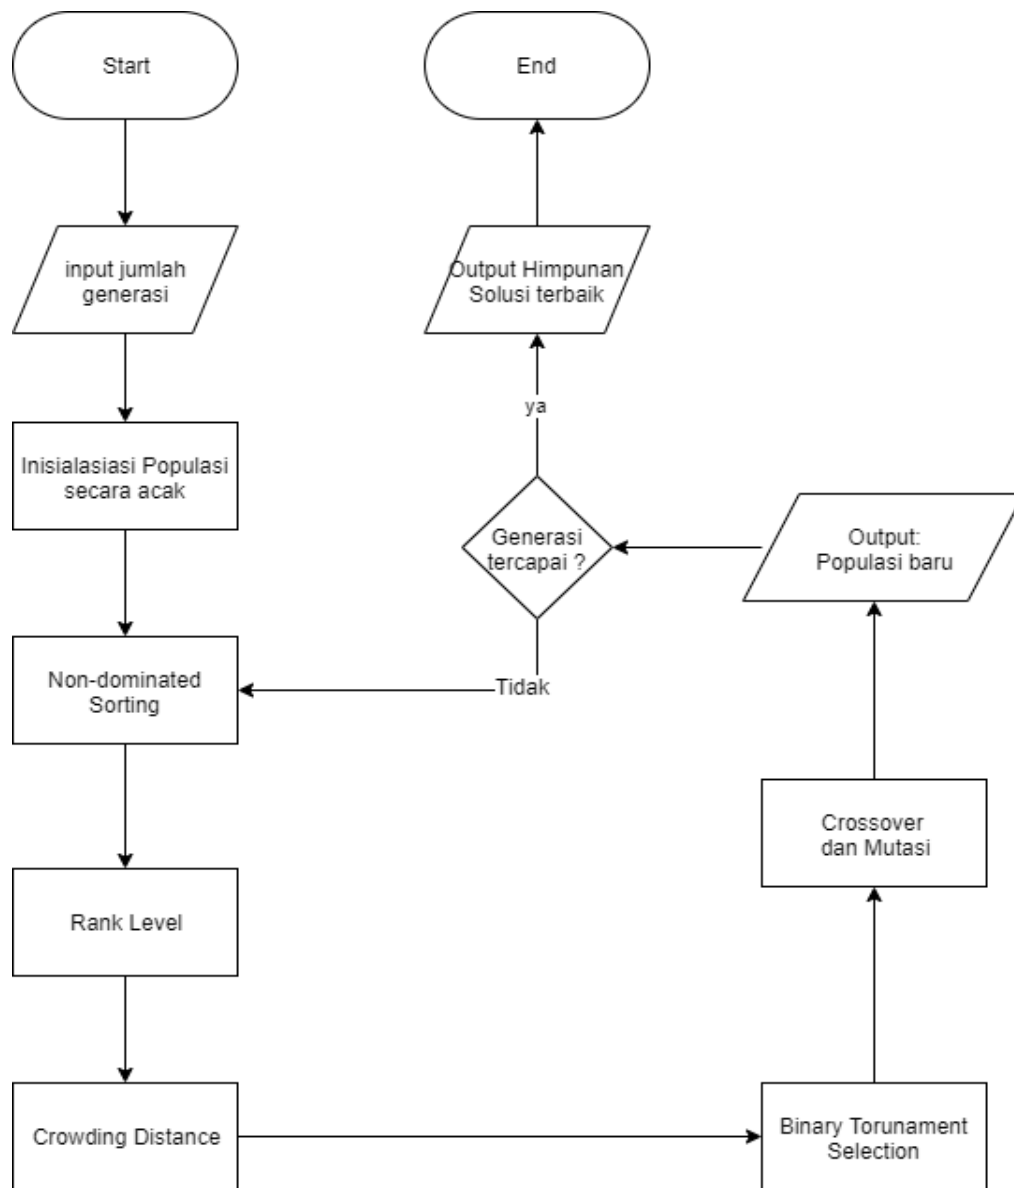 Start
End
input jumlah
generasi
Output Himpunan
Solusi terbaik
ya
Inisialasiasi Populasi
secara acak
Generasi
tercapai ?
Output:
Populasi baru
Non-dominated
Sorting
Tidak
Crossover
dan Mutasi
Rank Level
Crowding Distance
Binary Torunament
Selection